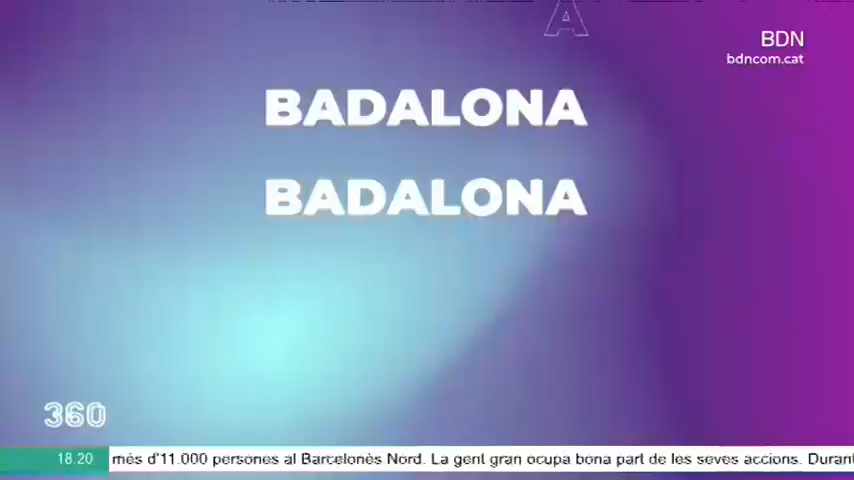 A
BDN
bdncom.cat
BADALONA
BADALONA
360
18.20 més d'11.000 persones al Barcelonès Nord. La gent gran ocupa bona part de les seves accions. Durant